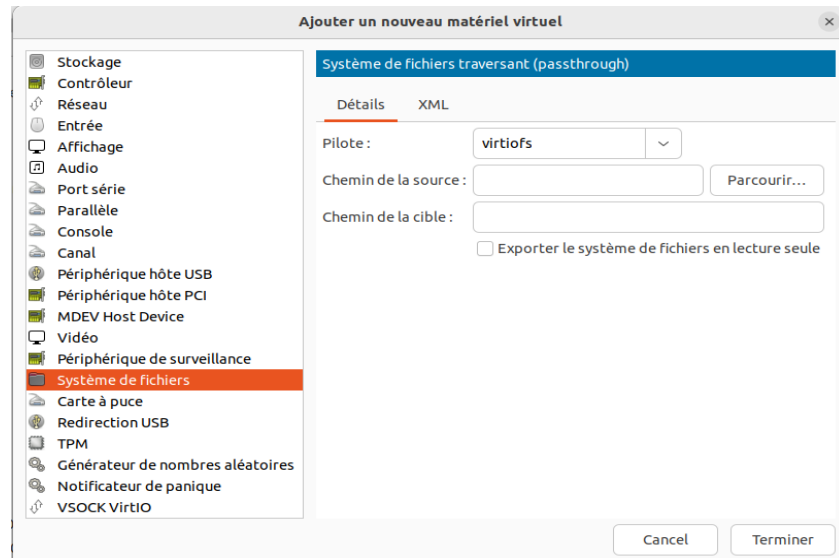 Ajouter un nouveau matériel virtuel
Stockage
Contrôleur
Réseau
Entrée
Affichage
Audio
Port série
Parallèle
Console
Canal
Périphérique hôte USB
Périphérique hôte PCI
MDEV Host Device
Vidéo
Périphérique de surveillance
Système de fichiers
Carte à puce
Redirection USB
TPM
Générateur de nombres aléatoires
Notificateur de panique
VSOCK VirtIO
Système de fichiers traversant (passthrough)
Détails XML
Pilote : virtiofs
Chemin de la source : Parcourir...
Chemin de la cible :
Exporter le système de fichiers en lecture seule
Cancel Terminer